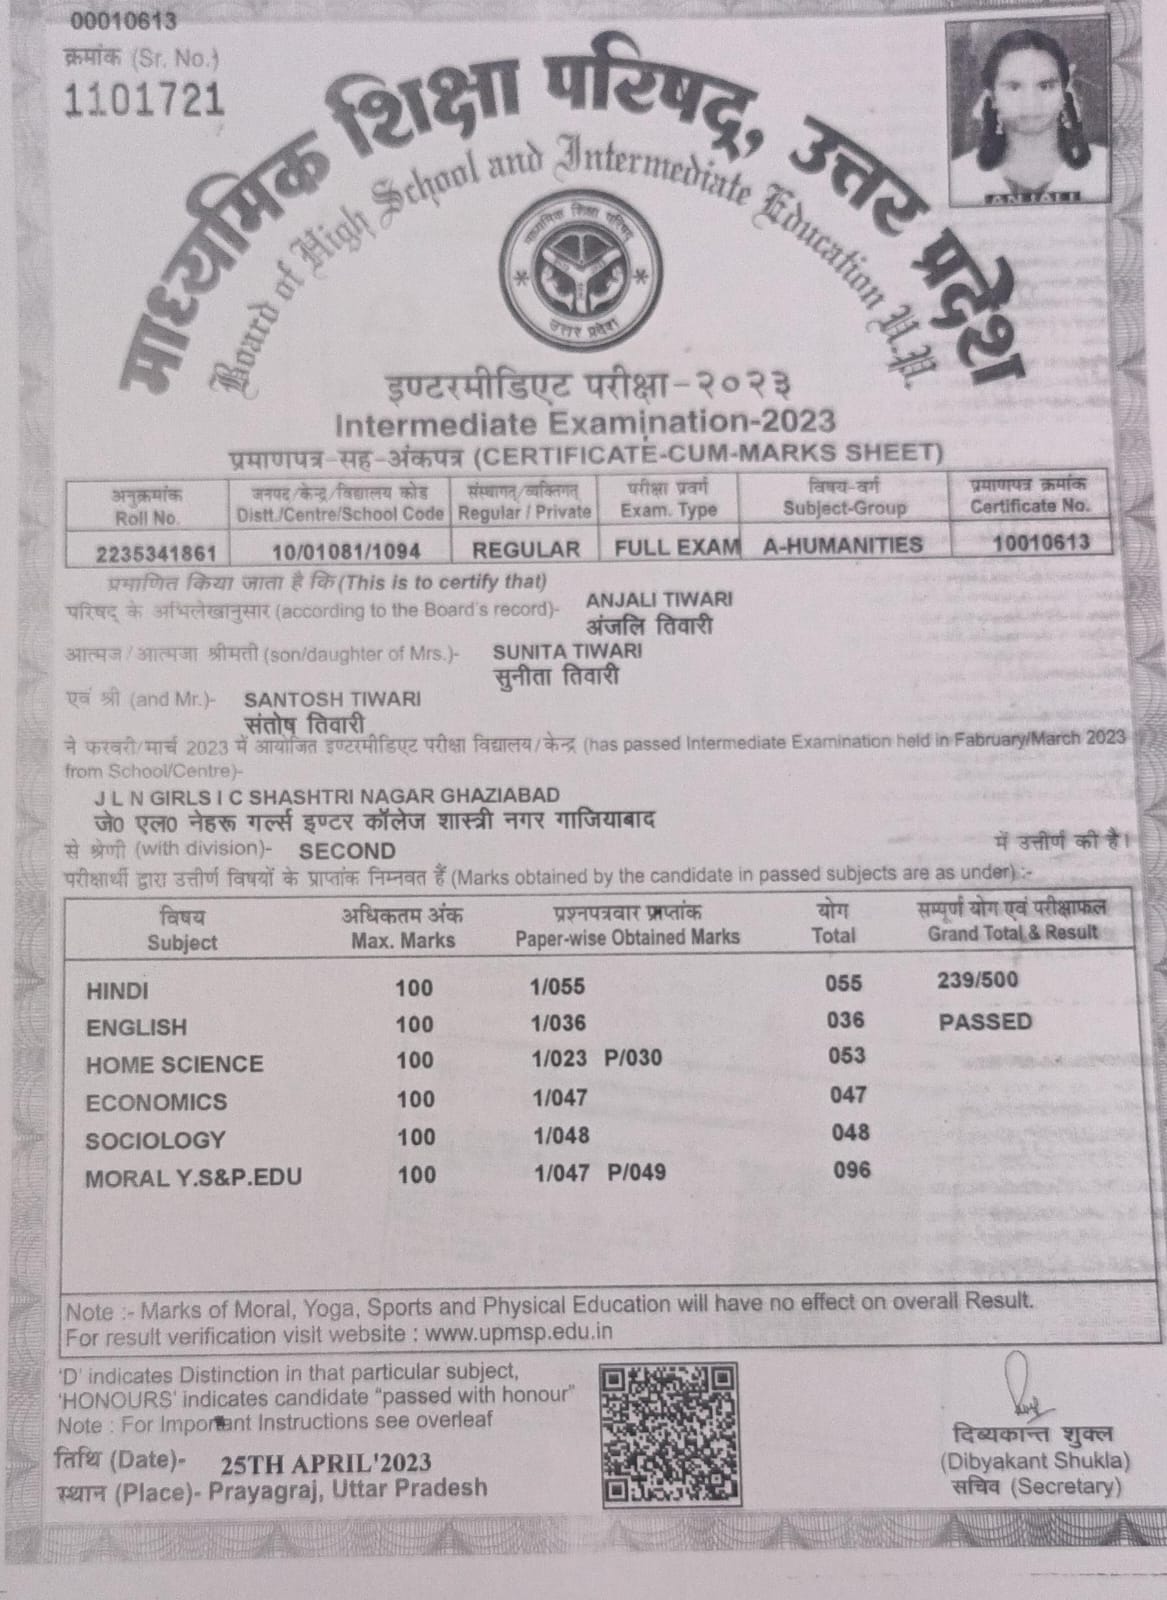 00010613
क्रमांक (Sr. No.)
1101721
माध्यमिक शिक्षा परिषद्, उत्तर प्रदेश
Board of High School and Intermediate Education U.P.
ANJALI
माध्यमिक शिक्षा परिषद्
उत्तर प्रदेश
इण्टरमीडिएट परीक्षा-२०२३
Intermediate Examination-2023
प्रमाणपत्र-सह-अंकपत्र (CERTIFICATE-CUM-MARKS SHEET)
अनुक्रमांक जनपद/केन्द्र/विद्यालय कोड संस्थागत/व्यक्तिगत परीक्षा प्रवर्ग विषय-वर्ग प्रमाणपत्र क्रमांक
Roll No. Distt./Centre/School Code Regular / Private Exam. Type Subject-Group Certificate No.
2235341861 10/01081/1094 REGULAR FULL EXAM A-HUMANITIES 10010613
प्रमाणित किया जाता है कि (This is to certify that)
परिषद् के अभिलेखानुसार (according to the Board's record)- ANJALI TIWARI
अंजलि तिवारी
आत्मज/आत्मजा श्रीमती (son/daughter of Mrs.)- SUNITA TIWARI
सुनीता तिवारी
एवं श्री (and Mr.)- SANTOSH TIWARI
संतोष तिवारी
ने फरवरी/मार्च 2023 में आयोजित इण्टरमीडिएट परीक्षा विद्यालय/केन्द्र (has passed Intermediate Examination held in Fabruary/March 2023
from School/Centre)-
J L N GIRLS I C SHASHTRI NAGAR GHAZIABAD
जे0 एल0 नेहरू गर्ल्स इण्टर कॉलेज शास्त्री नगर गाजियाबाद
से श्रेणी (with division)- SECOND में उत्तीर्ण की है।
परीक्षार्थी द्वारा उत्तीर्ण विषयों के प्राप्तांक निम्नवत हैं (Marks obtained by the candidate in passed subjects are as under) :-
विषय अधिकतम अंक प्रश्नपत्रवार प्राप्तांक योग सम्पूर्ण योग एवं परीक्षाफल
Subject Max. Marks Paper-wise Obtained Marks Total Grand Total & Result
HINDI 100 1/055 055 239/500
ENGLISH 100 1/036 036 PASSED
HOME SCIENCE 100 1/023 P/030 053
ECONOMICS 100 1/047 047
SOCIOLOGY 100 1/048 048
MORAL Y.S&P.EDU 100 1/047 P/049 096
Note :- Marks of Moral, Yoga, Sports and Physical Education will have no effect on overall Result.
For result verification visit website : www.upmsp.edu.in
'D' indicates Distinction in that particular subject,
'HONOURS' indicates candidate "passed with honour"
Note : For Important Instructions see overleaf
तिथि (Date)- 25TH APRIL'2023
स्थान (Place)- Prayagraj, Uttar Pradesh
दिब्यकान्त शुक्ल
(Dibyakant Shukla)
सचिव (Secretary)